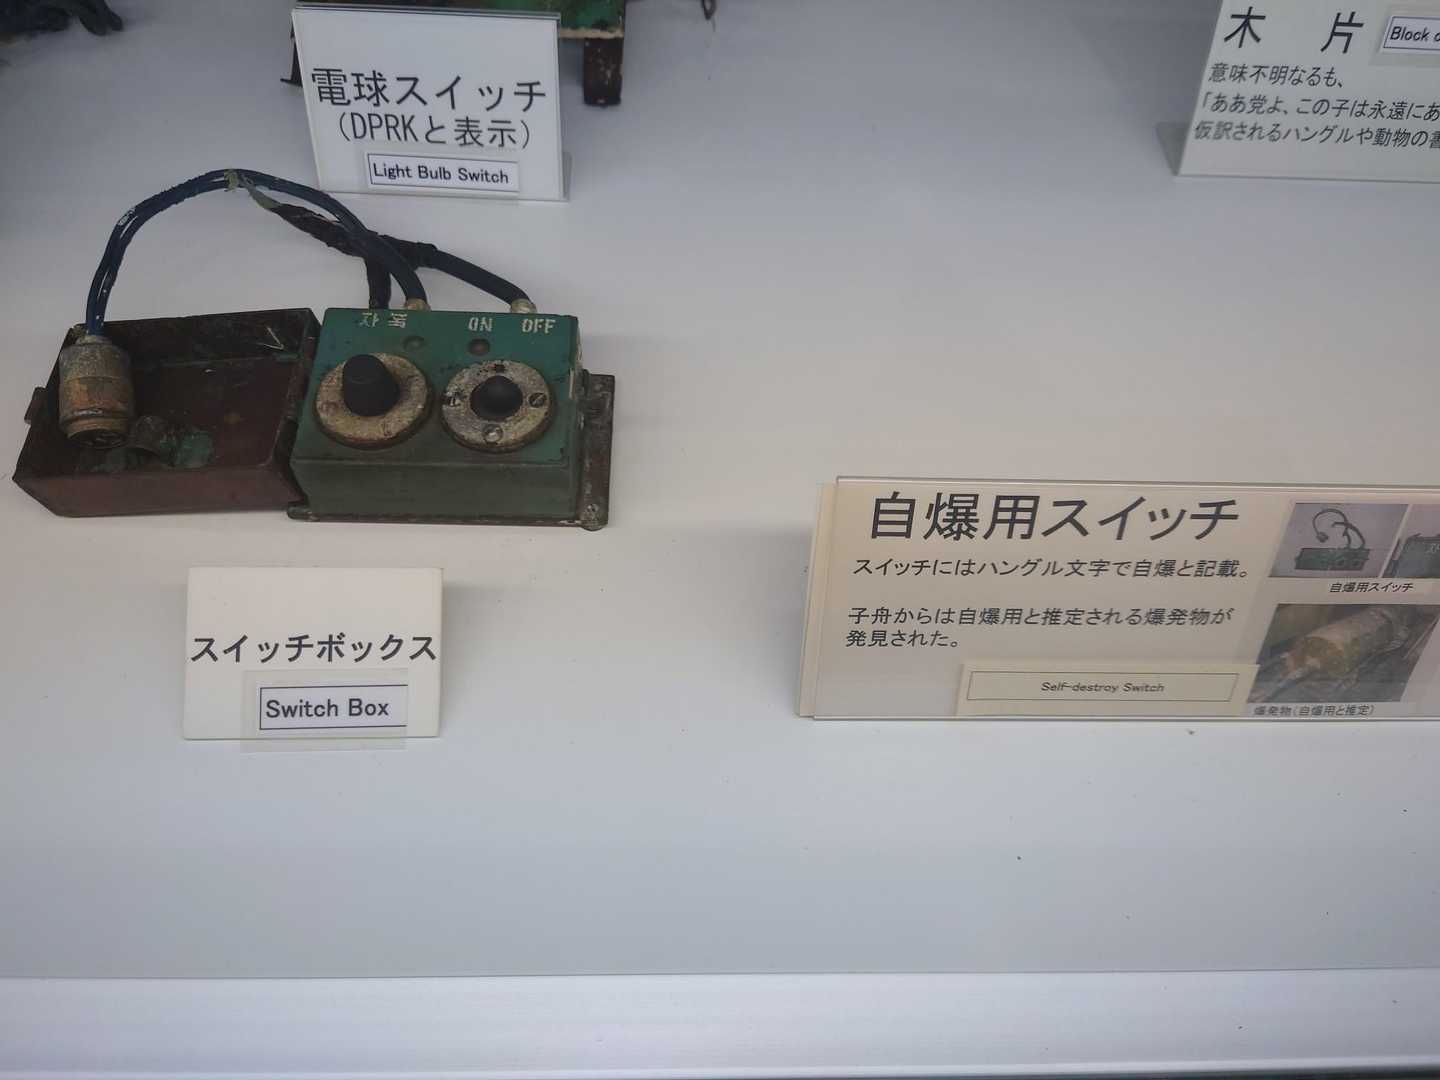 電球スイッチ
(DPRKと表示)
Light Bulb Switch
木 片
Block
意味不明なるも、
「ああ党よ、この子は永遠にあ
仮訳されるハングルや動物の書
자폭 ON OFF
スイッチボックス
Switch Box
自爆用スイッチ
スイッチにはハングル文字で自爆と記載。
子舟からは自爆用と推定される爆発物が
発見された。
Self-destroy Switch
自爆用スイッチ
爆発物(自爆用と推定)